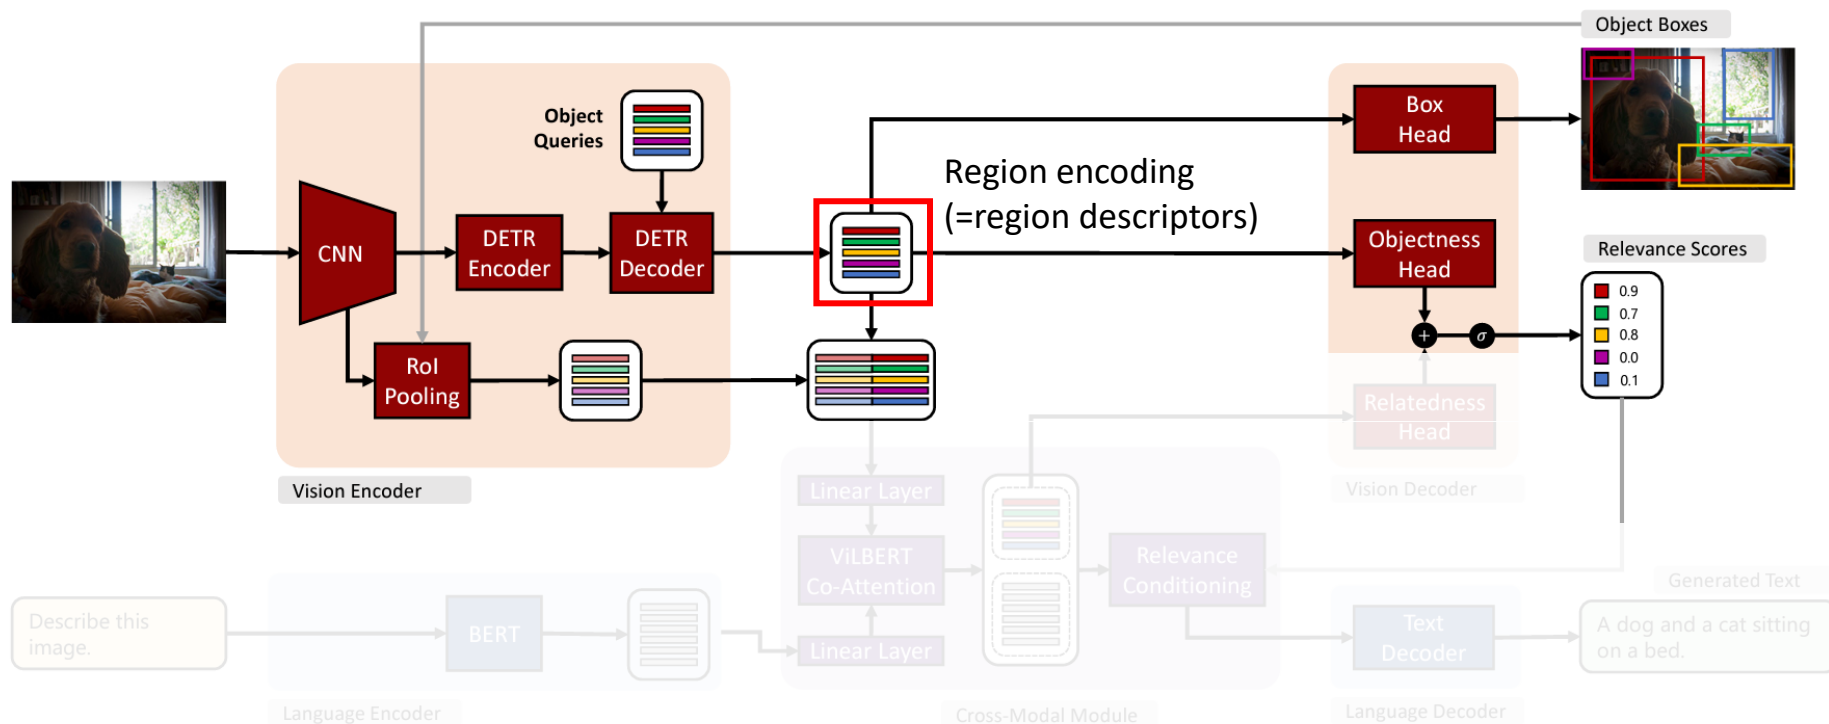 Object Boxes
Object
Queries
Box
Head
Region encoding
(=region descriptors)
CNN
DETR
Encoder
DETR
Decoder
Objectness
Head
Relevance Scores
0.9
0.7
0.8
0.0
0.1
+
σ
RoI
Pooling
Relatedness
Head
Vision Encoder
Vision Decoder
Linear Layer
ViLBERT
Co-Attention
Relevance
Conditioning
Generated Text
Describe this
image.
BERT
Linear Layer
Text
Decoder
A dog and a cat sitting
on a bed.
Language Encoder
Cross-Modal Module
Language Decoder